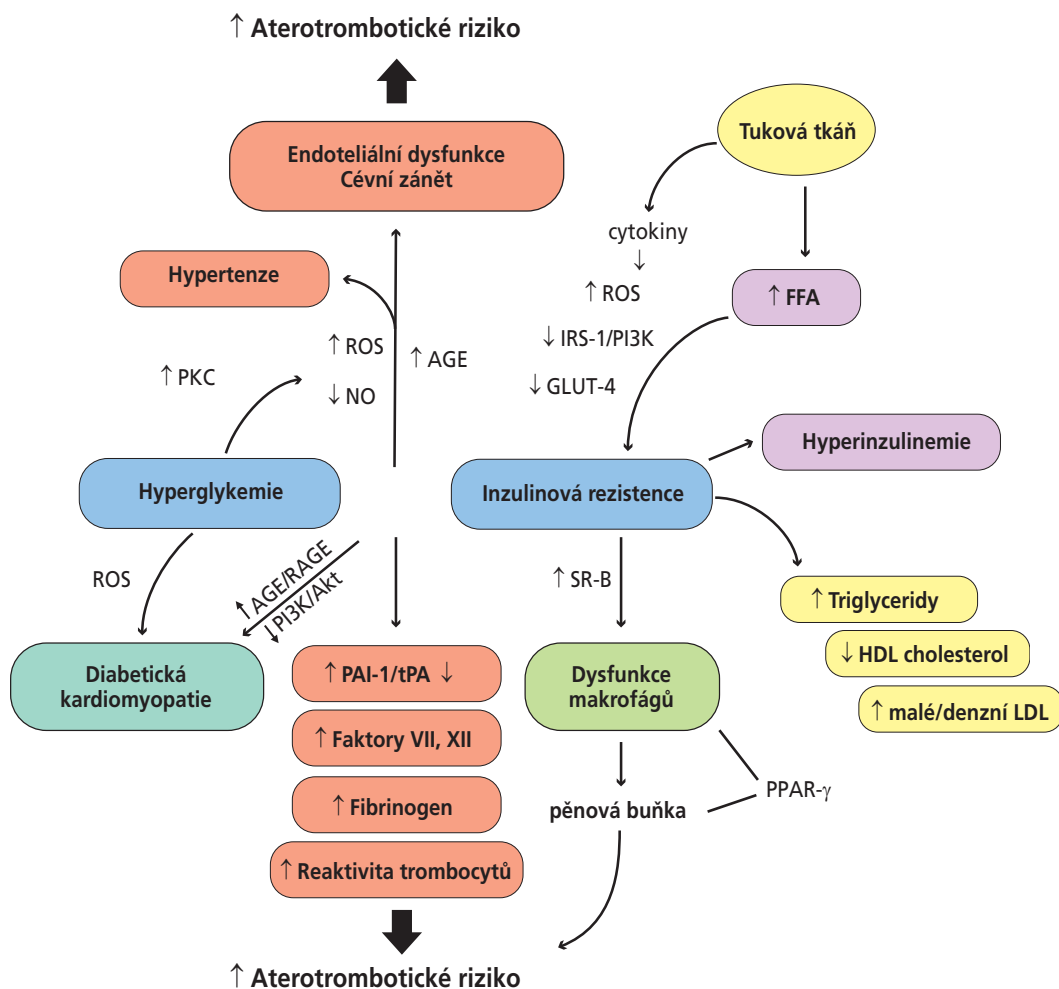 ↑ Aterotrombotické riziko
Endoteliální dysfunkce
Cévní zánět
Tuková tkáň
cytokiny
↓
↑ ROS
↓ IRS-1/PI3K
↓ GLUT-4
↑ FFA
Hypertenze
↑ ROS
↓ NO
↑ AGE
↑ PKC
Hyperglykemie
Inzulinová rezistence
Hyperinzulinemie
ROS
↑ AGE/RAGE
↓ PI3K/Akt
↑ SR-B
↑ Triglyceridy
↓ HDL cholesterol
↑ malé/denzní LDL
Diabetická
kardiomyopatie
↑ PAI-1/tPA ↓
↑ Faktory VII, XII
↑ Fibrinogen
↑ Reaktivita trombocytů
Dysfunkce
makrofágů
PPAR-γ
pěnová buňka
↑ Aterotrombotické riziko